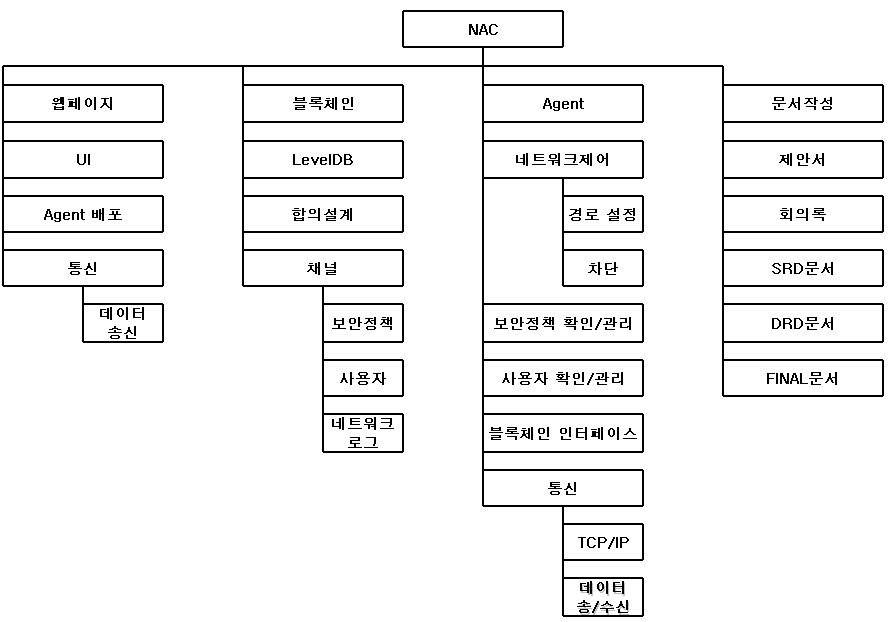 NAC
웹페이지
UI
Agent 배포
통신
데이터
송신
블록체인
LevelDB
합의설계
채널
보안정책
사용자
네트워크
로그
Agent
네트워크제어
경로 설정
차단
보안정책 확인/관리
사용자 확인/관리
블록체인 인터페이스
통신
TCP/IP
데이터
송/수신
문서작성
제안서
회의록
SRD문서
DRD문서
FINAL문서